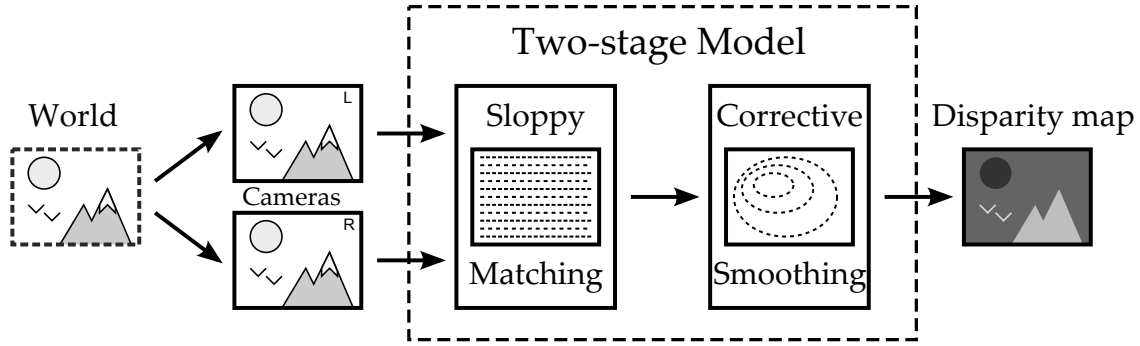 Two-stage Model
World
L
Cameras
R
Sloppy
Matching
Corrective
Smoothing
Disparity map